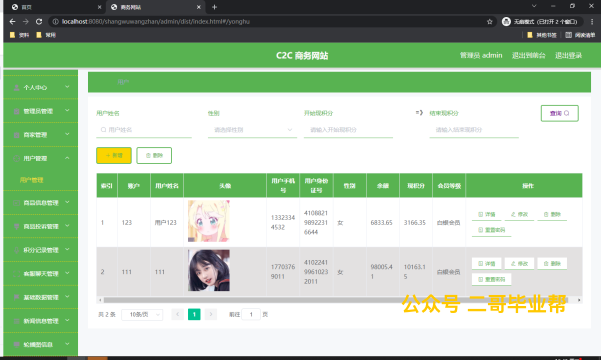 首页
商务网站
localhost:8080/shangwuwangzhan/admin/dist/index.html#/yonghu
无痕模式 (已打开 2 个窗口)
资料
常用
其他书签
阅读清单
C2C 商务网站
管理员 admin
退出到前台
退出登录
个人中心
管理员管理
商家管理
用户管理
用户管理
商品信息管理
商品投诉管理
积分记录管理
客服聊天管理
基础数据管理
新闻信息管理
轮播图信息
用户姓名
性别
开始现积分
结束现积分
用户姓名
请选择性别
请输入开始现积分
=》
请输入结束现积分
查询
+ 新增
删除
索引 账户 用户姓名 头像 用户手机号 用户身份证号 性别 余额 现积分 会员等级 操作
1 123 用户123 13323344532 410882198922316644 女 6833.65 3166.35 白银会员 详情 修改 删除
重置密码
2 111 111 17703769011 410224199610232011 女 98005.41 10163.15 白银会员 详情 修改 删除
重置密码
共 2 条 10条/页 1 前往 1 页
公众号 二哥毕业帮